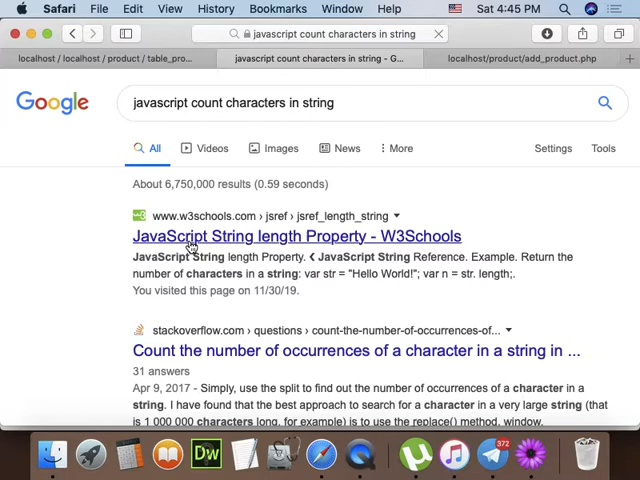 Safari File Edit View History Bookmarks Window Help Sat 4:45 PM
javascript count characters in string
localhost / localhost / product / table_pro... javascript count characters in string - G... localhost/product/add_product.php
Google javascript count characters in string
All Videos Images News More Settings Tools
About 6,750,000 results (0.59 seconds)
www.w3schools.com › jsref › jsref_length_string
JavaScript String length Property - W3Schools
JavaScript String length Property. ❮ JavaScript String Reference. Example. Return the
number of characters in a string: var str = "Hello World!"; var n = str. length;.
You visited this page on 11/30/19.
stackoverflow.com › questions › count-the-number-of-occurrences-of...
Count the number of occurrences of a character in a string in ...
31 answers
Apr 9, 2017 - Simply, use the split to find out the number of occurrences of a character in a
string. I have found that the best approach to search for a character in a very large string (that
is 1 000 000 characters long, for example) is to use the replace() method. window.
Dw
372